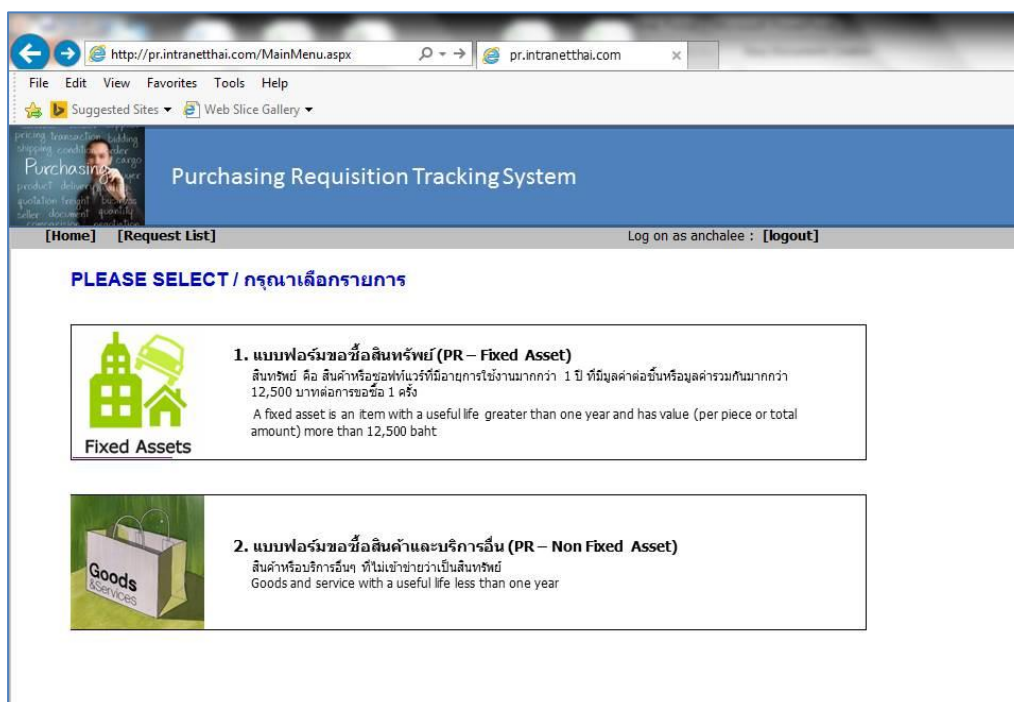 http://pr.intranetthai.com/MainMenu.aspx
pr.intranetthai.com
File Edit View Favorites Tools Help
Suggested Sites Web Slice Gallery
pricing transaction bidding
shipping
Purchasing
cargo
product
quotation freight business
seller document quantity
Purchasing Requisition Tracking System
[Home] [Request List] Log on as anchalee : [logout]
PLEASE SELECT / กรุณาเลือกรายการ
Fixed Assets
1. แบบฟอร์มขอซื้อสินทรัพย์ (PR – Fixed Asset)
สินทรัพย์ คือ สินค้าหรือซอฟท์แวร์ที่มีอายุการใช้งานมากกว่า 1 ปี ที่มีมูลค่าต่อชิ้นหรือมูลค่ารวมกันมากกว่า
12,500 บาทต่อการขอซื้อ 1 ครั้ง
A fixed asset is an item with a useful life greater than one year and has value (per piece or total
amount) more than 12,500 baht
Goods
&Services
2. แบบฟอร์มขอซื้อสินค้าและบริการอื่น (PR – Non Fixed Asset)
สินค้าหรือบริการอื่นๆ ที่ไม่เข้าข่ายว่าเป็นสินทรัพย์
Goods and service with a useful life less than one year